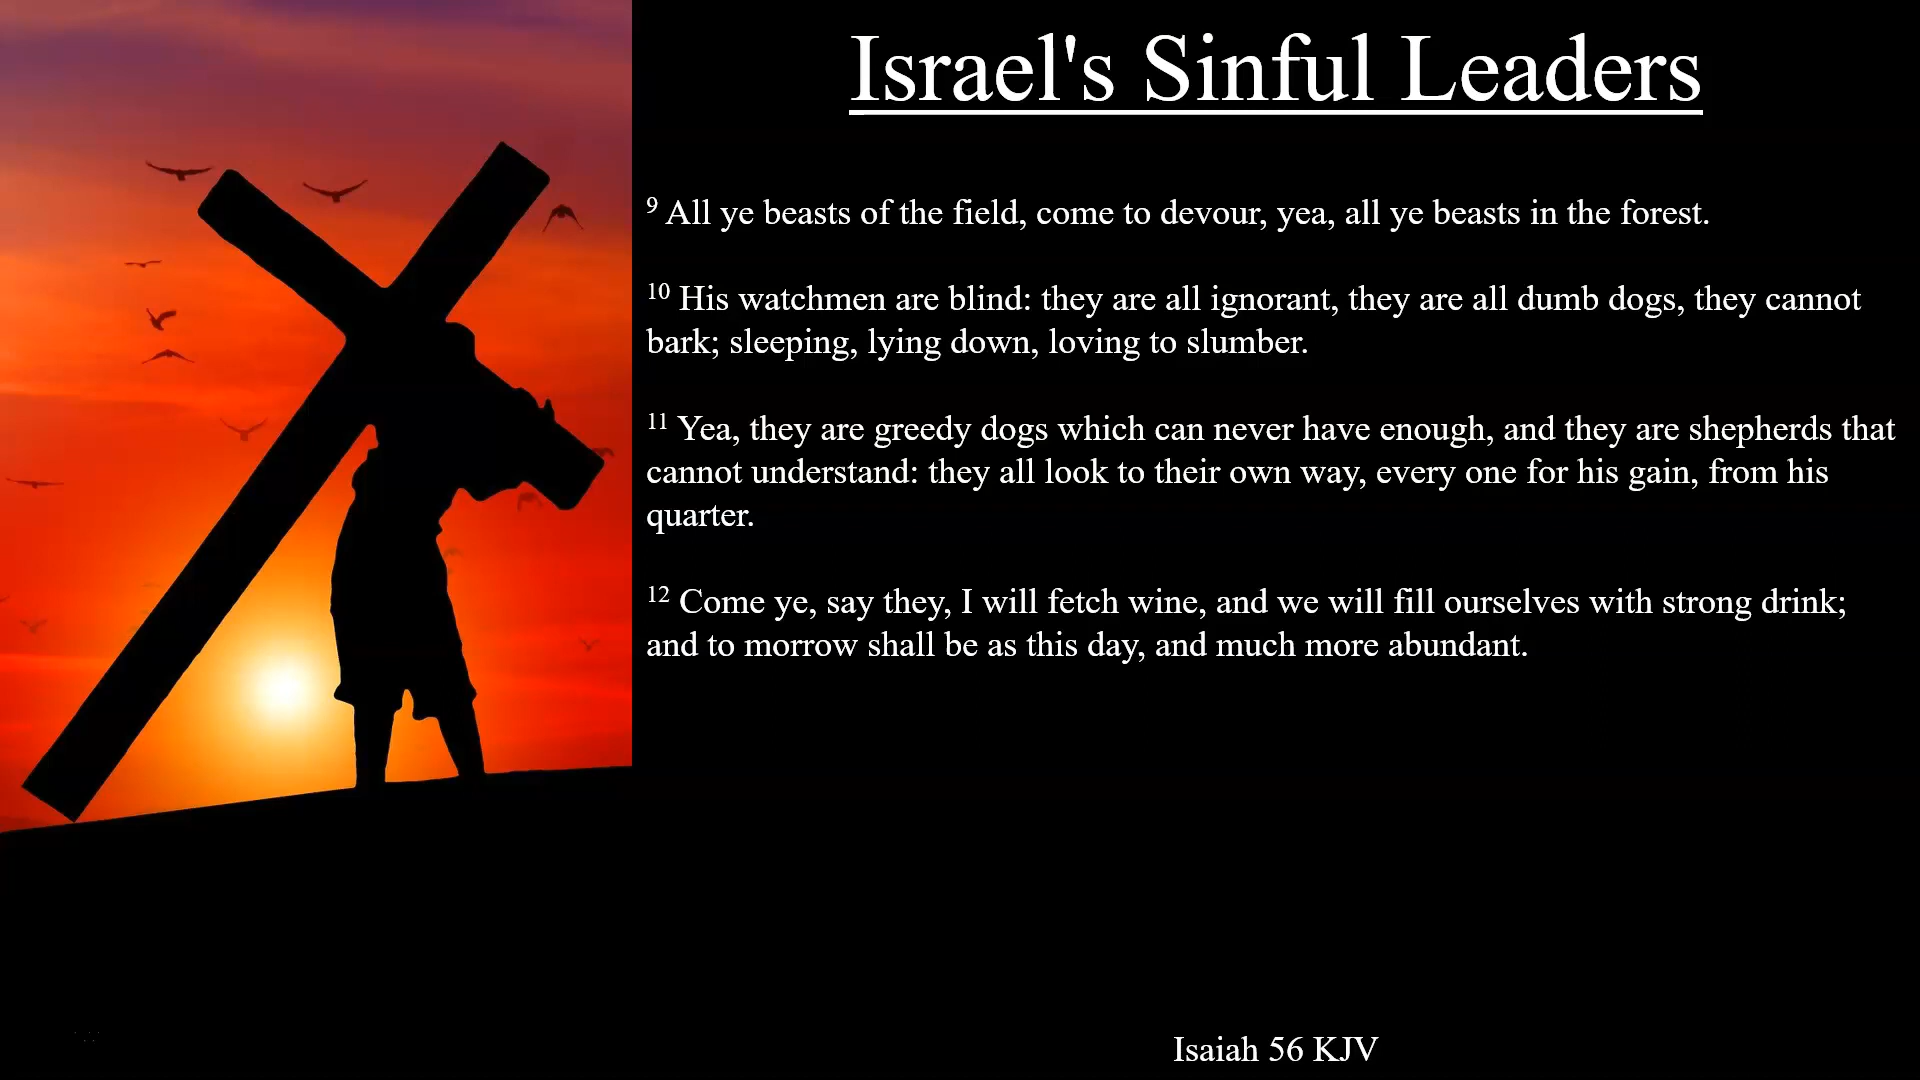 Israel's Sinful Leaders
9 All ye beasts of the field, come to devour, yea, all ye beasts in the forest.
10 His watchmen are blind: they are all ignorant, they are all dumb dogs, they cannot
bark; sleeping, lying down, loving to slumber.
11 Yea, they are greedy dogs which can never have enough, and they are shepherds that
cannot understand: they all look to their own way, every one for his gain, from his
quarter.
12 Come ye, say they, I will fetch wine, and we will fill ourselves with strong drink;
and to morrow shall be as this day, and much more abundant.
Isaiah 56 KJV